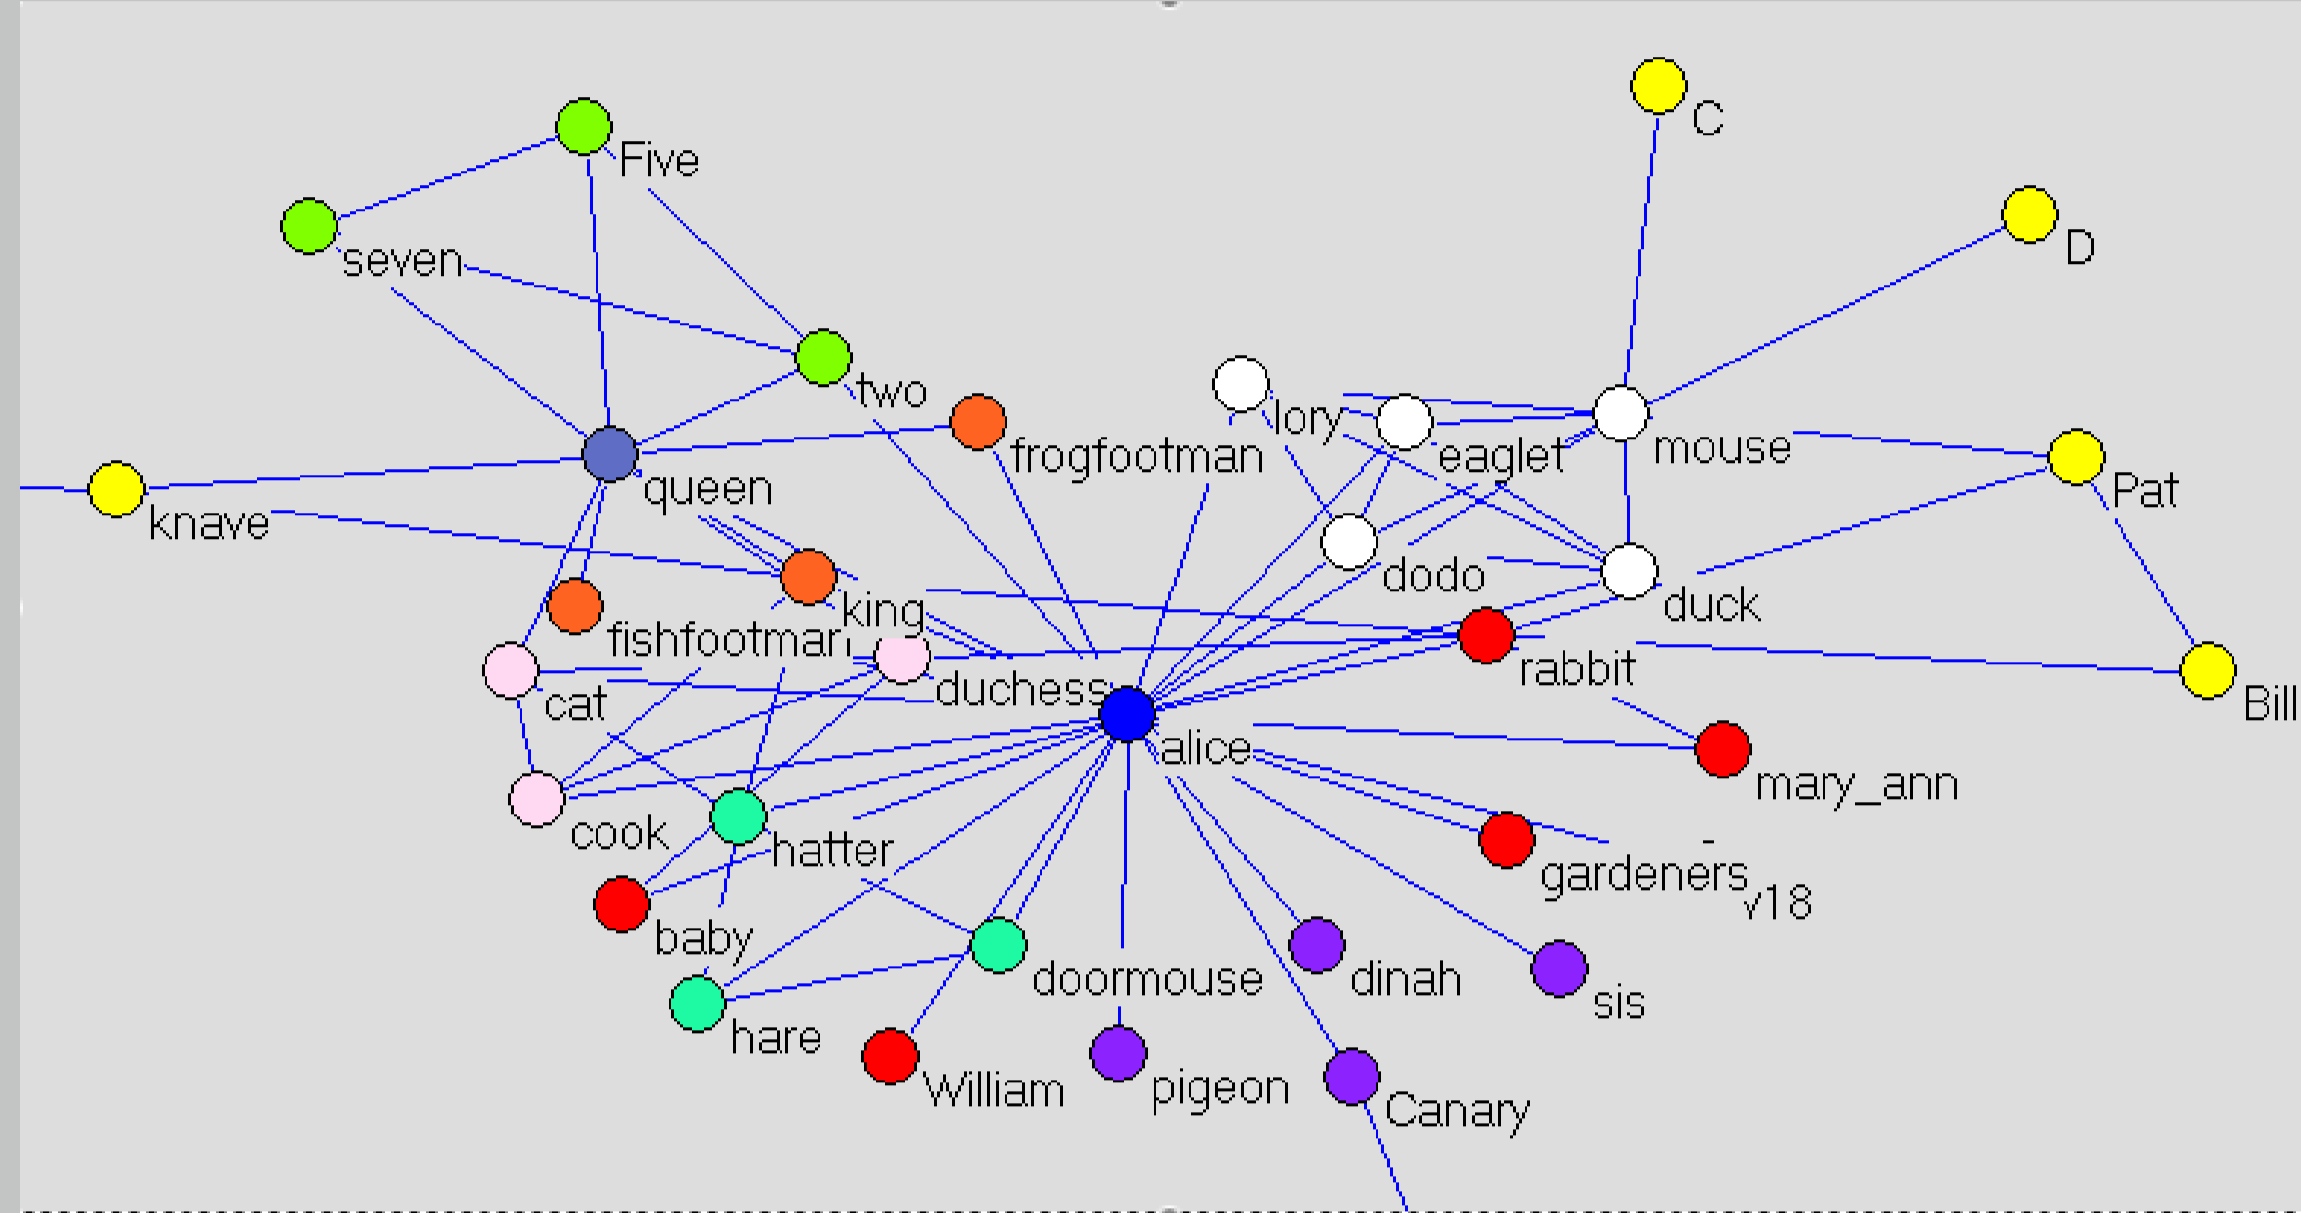 C
Five
D
seven
two
lory
mouse
frogfootman
eaglet
queen
Pat
knave
dodo
king
duck
fishfootman
rabbit
duchess
cat
Bill
alice
mary_ann
cook
hatter
gardeners
v18
baby
doormouse
dinah
sis
hare
William
pigeon
Canary